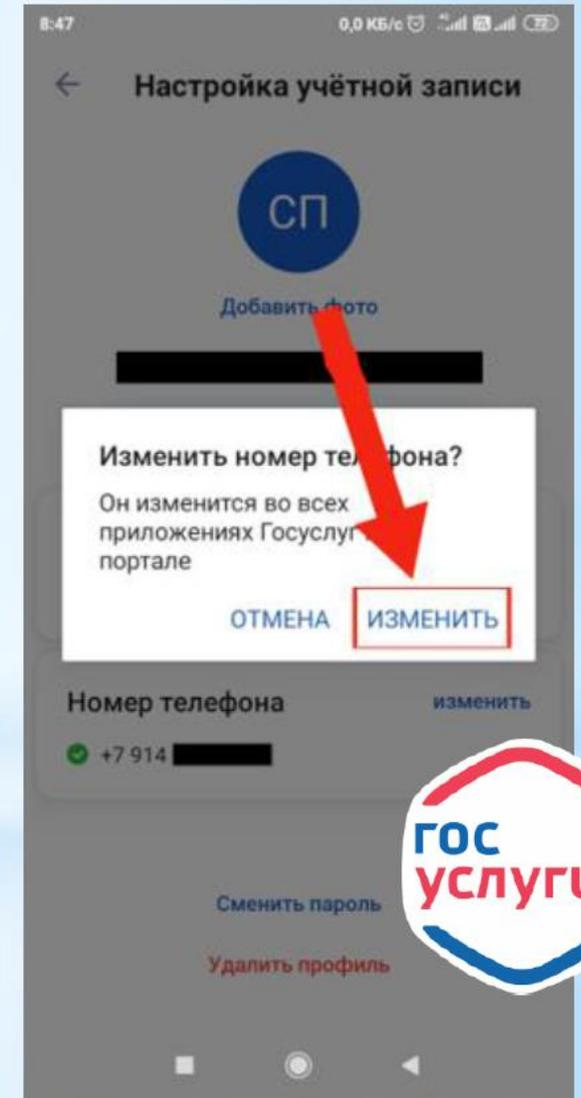 8:47 0,0 КБ/с 72
Настройка учётной записи
СП
Добавить фото
Изменить номер телефона?
Он изменится во всех
приложениях Госуслуг
портале
ОТМЕНА ИЗМЕНИТЬ
Номер телефона изменить
+7 914
гос
услуги
Сменить пароль
Удалить профиль